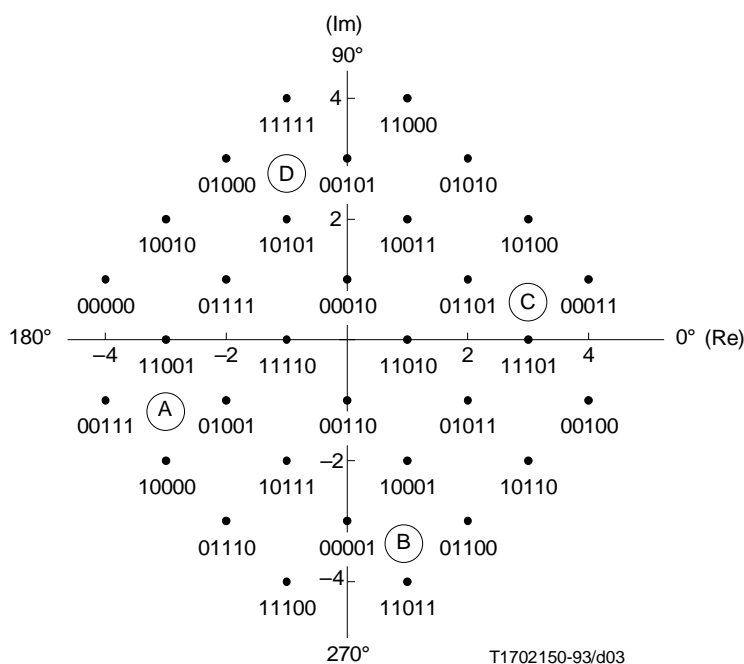 (Im)
90°
4
11111 11000
D
01000 00101 01010
2
10010 10101 10011 10100
C
00000 01111 00010 01101 00011
180° 0° (Re)
–4 –2 2 4
11001 11110 11010 11101
A
00111 01001 00110 01011 00100
–2
10000 10111 10001 10110
B
01110 00001 01100
–4
11100 11011
270°
T1702150-93/d03